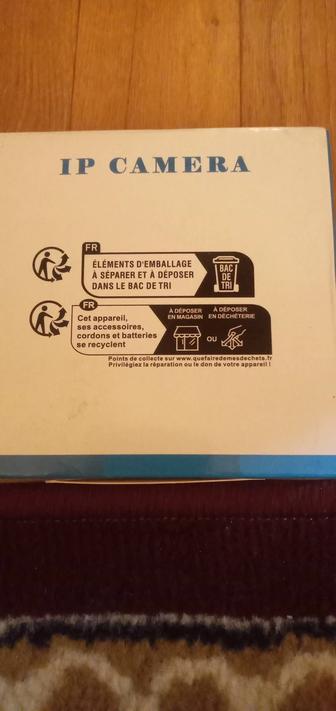 IP CAMERA
FR
ÉLÉMENTS D'EMBALLAGE
À SÉPARER ET À DÉPOSER
DANS LE BAC DE TRI
BAC
DE
TRI
FR
Cet appareil,
ses accessoires,
cordons et batteries
se recyclent
À DÉPOSER
EN MAGASIN
OU
À DÉPOSER
EN DÉCHÈTERIE
Points de collecte sur www.quefairedemesdechets.fr
Privilégiez la réparation ou le don de votre appareil !